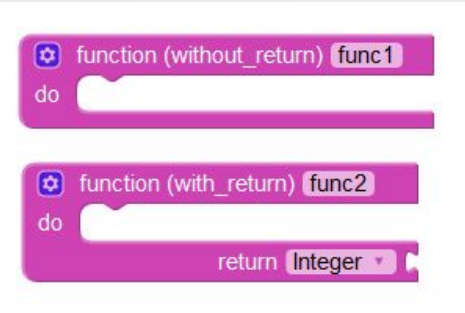 function (without_return) func1
do
function (with_return) func2
do
return Integer